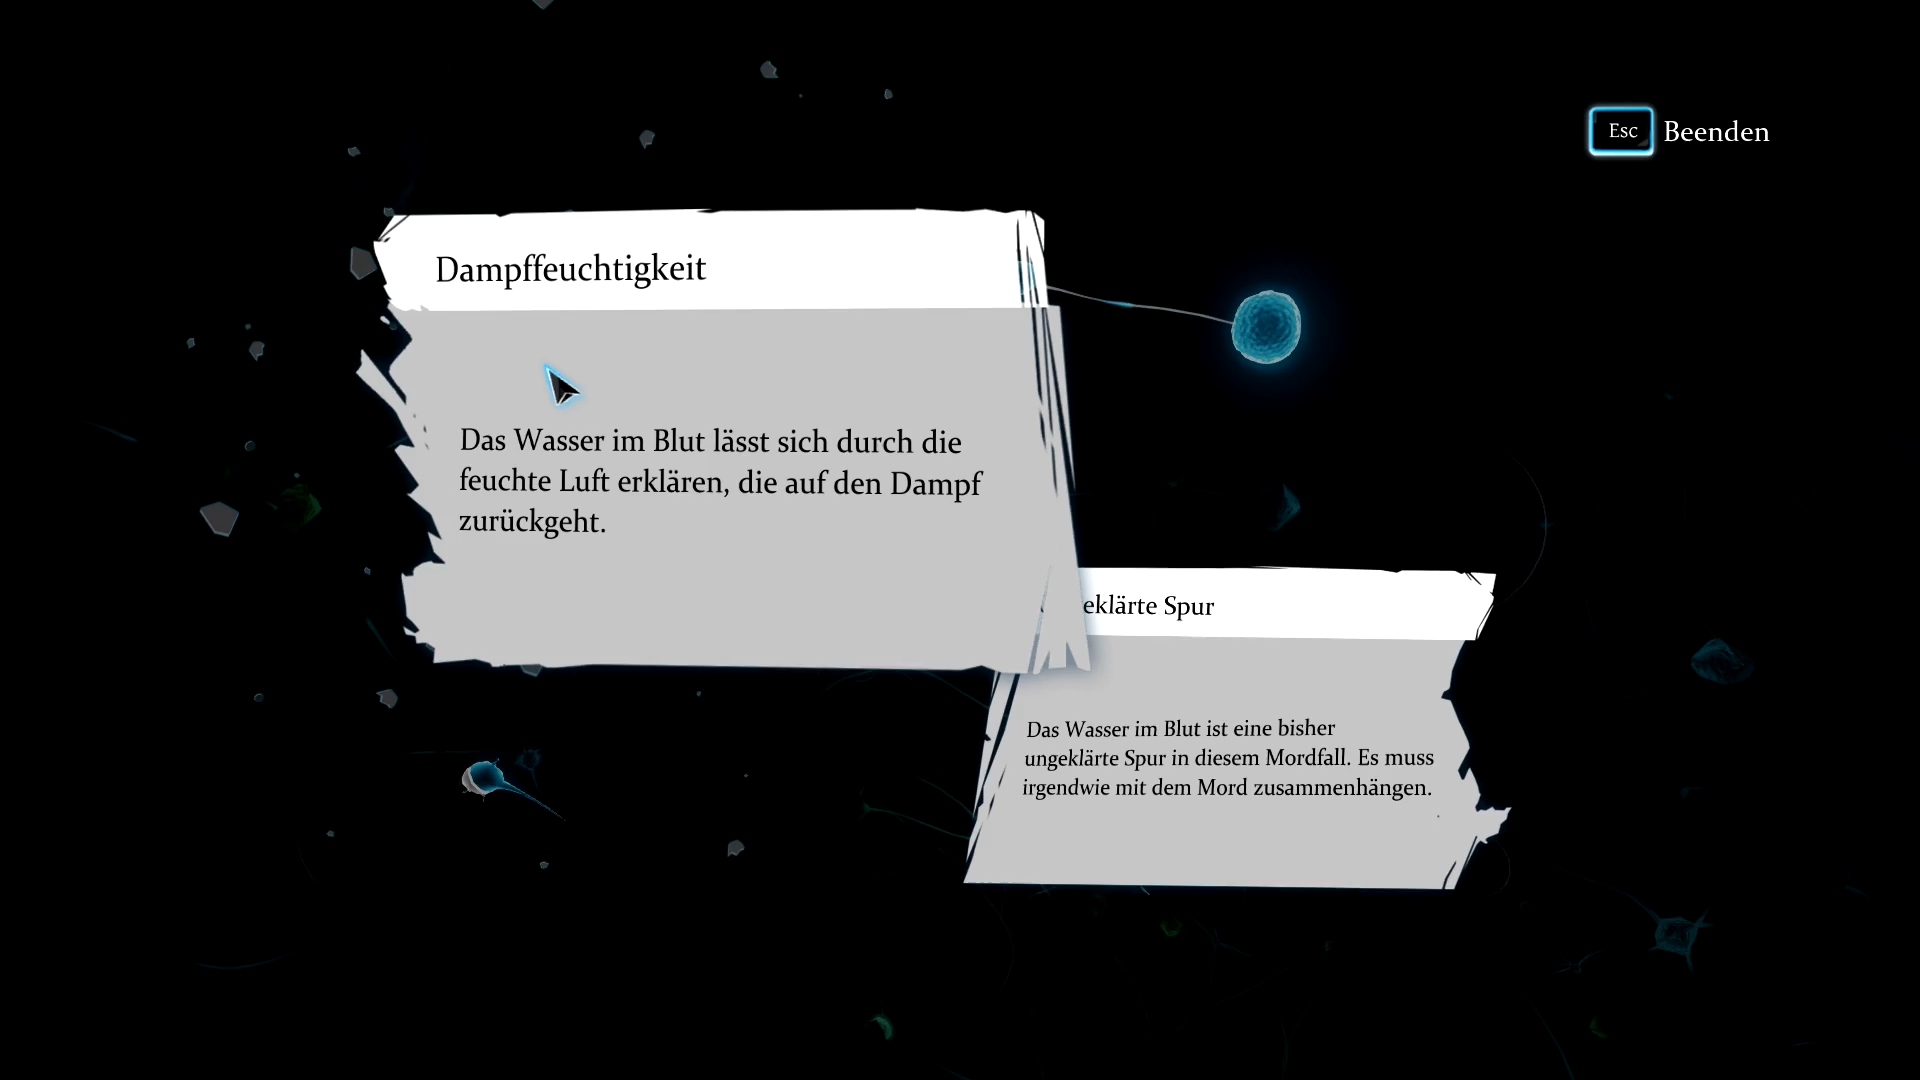 Esc Beenden
Dampffeuchtigkeit
Das Wasser im Blut lässt sich durch die
feuchte Luft erklären, die auf den Dampf
zurückgeht.
eklärte Spur
Das Wasser im Blut ist eine bisher
ungeklärte Spur in diesem Mordfall. Es muss
irgendwie mit dem Mord zusammenhängen.